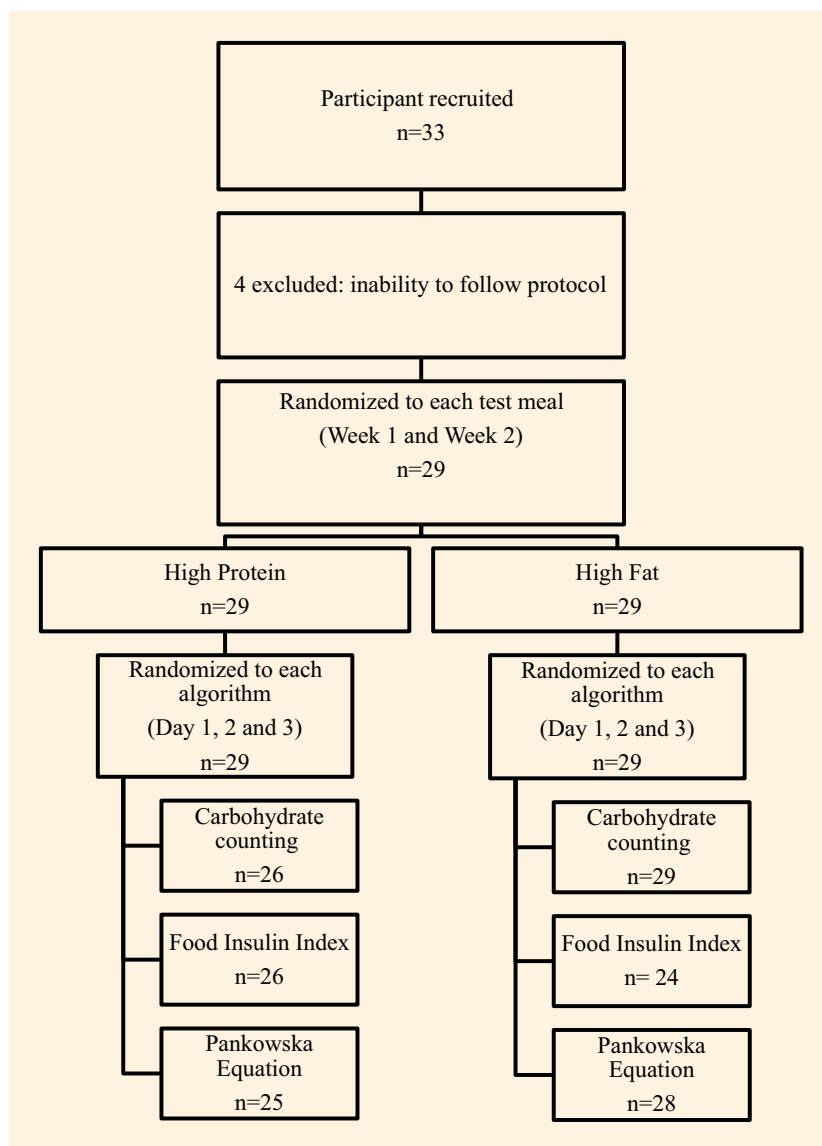 Participant recruited
n=33
4 excluded: inability to follow protocol
Randomized to each test meal
(Week 1 and Week 2)
n=29
High Protein
n=29
High Fat
n=29
Randomized to each
algorithm
(Day 1, 2 and 3)
n=29
Randomized to each
algorithm
(Day 1, 2 and 3)
n=29
Carbohydrate
counting
n=26
Carbohydrate
counting
n=29
Food Insulin Index
n=26
Food Insulin Index
n= 24
Pankowska
Equation
n=25
Pankowska
Equation
n=28